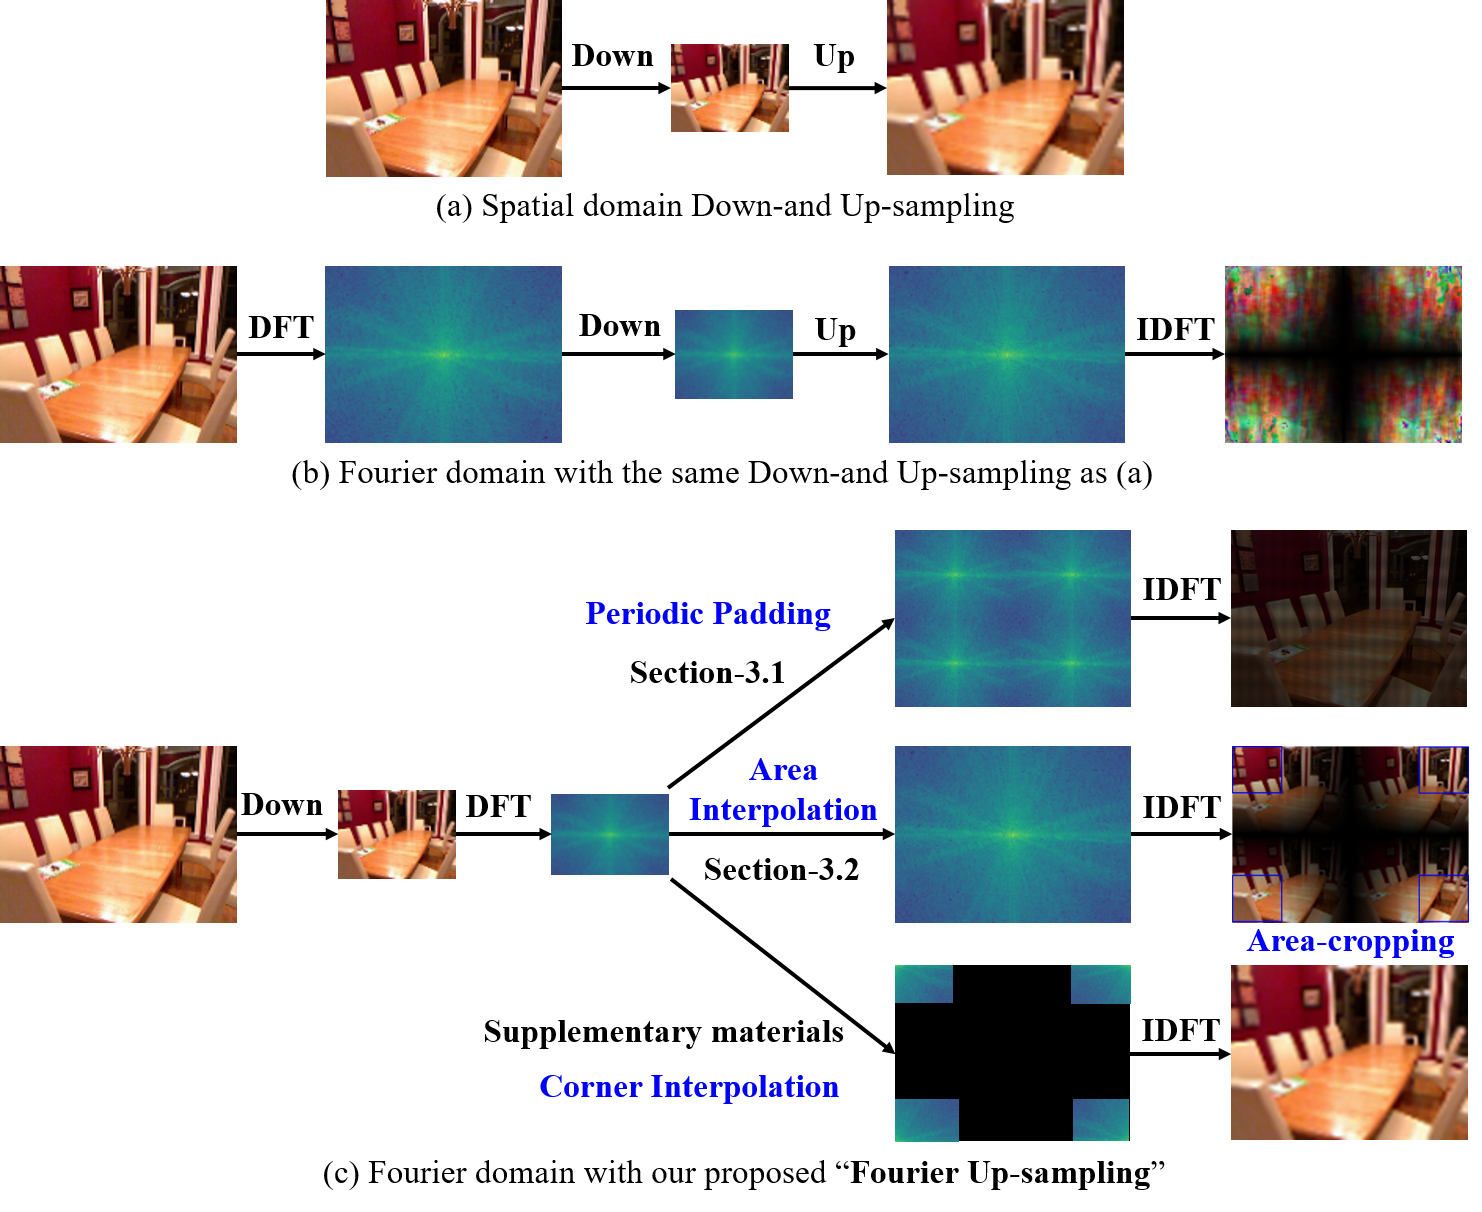 Down
Up
(a) Spatial domain Down-and Up-sampling
DFT
Down
Up
IDFT
(b) Fourier domain with the same Down-and Up-sampling as (a)
Periodic Padding
Section-3.1
IDFT
Down
DFT
Area
Interpolation
Section-3.2
IDFT
Area-cropping
Supplementary materials
Corner Interpolation
IDFT
(c) Fourier domain with our proposed “Fourier Up-sampling”